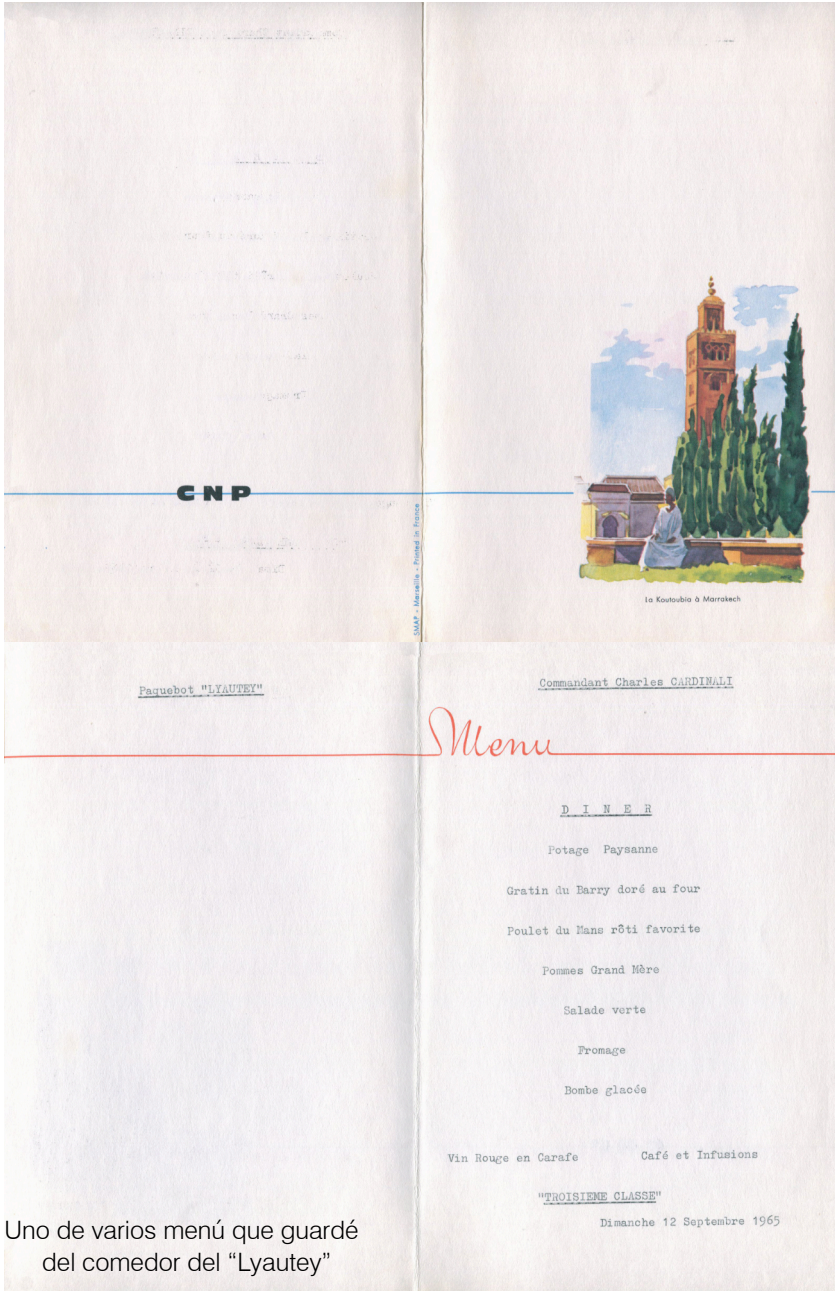 CNP
SMAP - Marseille - Printed in France
La Koutoubia à Marrakech
Paquebot "LYAUTEY"
Commandant Charles CARDINALI
Menu
D I N E R
Potage Paysanne
Gratin du Barry doré au four
Poulet du Mans rôti favorite
Pommes Grand Mère
Salade verte
Fromage
Bombe glacée
Vin Rouge en Carafe Café et Infusions
"TROISIEME CLASSE"
Dimanche 12 Septembre 1965
Uno de varios menú que guardé
del comedor del “Lyautey”